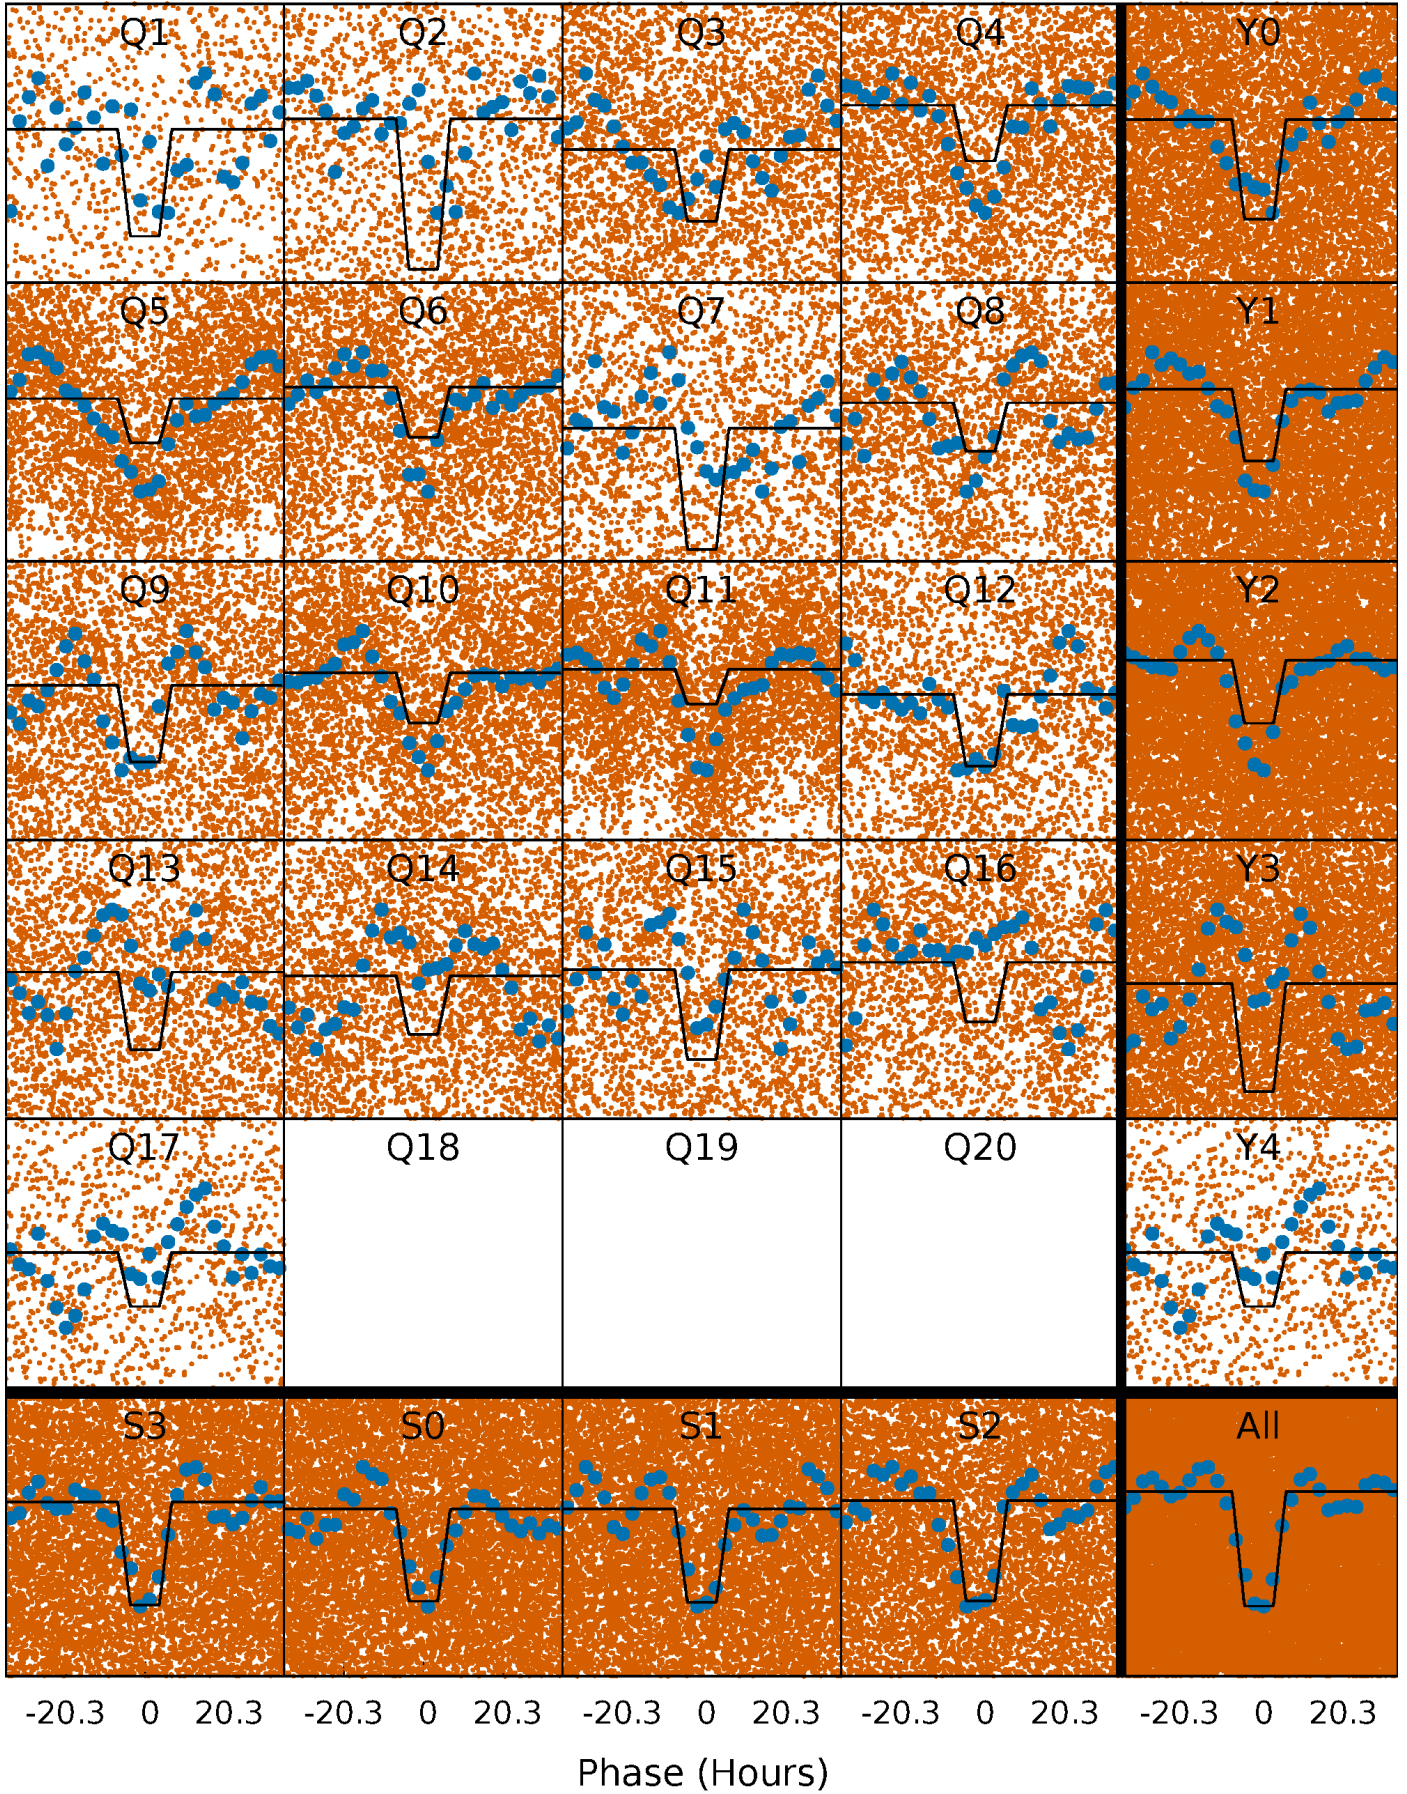 Q1 Q2 Q3 Q4 Y0
Q5 Q6 Q7 Q8 Y1
Q9 Q10 Q11 Q12 Y2
Q13 Q14 Q15 Q16 Y3
Q17 Q18 Q19 Q20 Y4
S3 S0 S1 S2 All
-20.3 0 20.3 -20.3 0 20.3 -20.3 0 20.3 -20.3 0 20.3 -20.3 0 20.3
Phase (Hours)